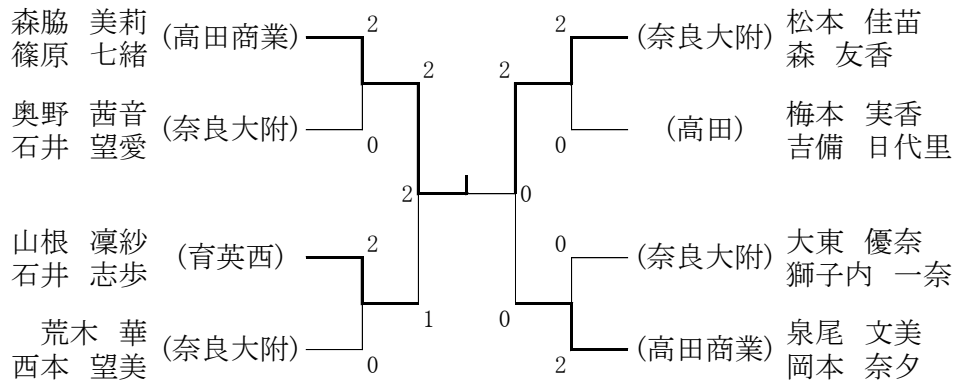 森脇 美莉
篠原 七緒
(高田商業)
2
奥野 茜音
石井 望愛
(奈良大附)
0
2
山根 凜紗
石井 志歩
(育英西)
2
荒木 華
西本 望美
(奈良大附)
0
1
2
0
2
(奈良大附)
松本 佳苗
森 友香
2
0
(高田)
梅本 実香
吉備 日代里
0
(奈良大附)
大東 優奈
獅子内 一奈
0
2
(高田商業)
泉尾 文美
岡本 奈夕